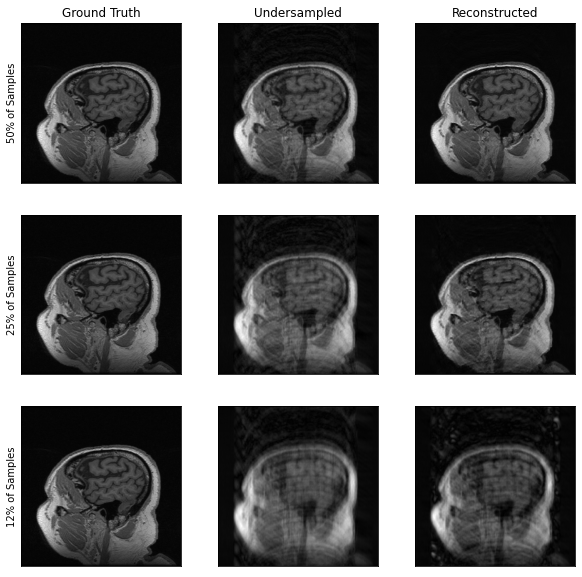 Ground Truth
Undersampled
Reconstructed
50% of Samples
25% of Samples
12% of Samples